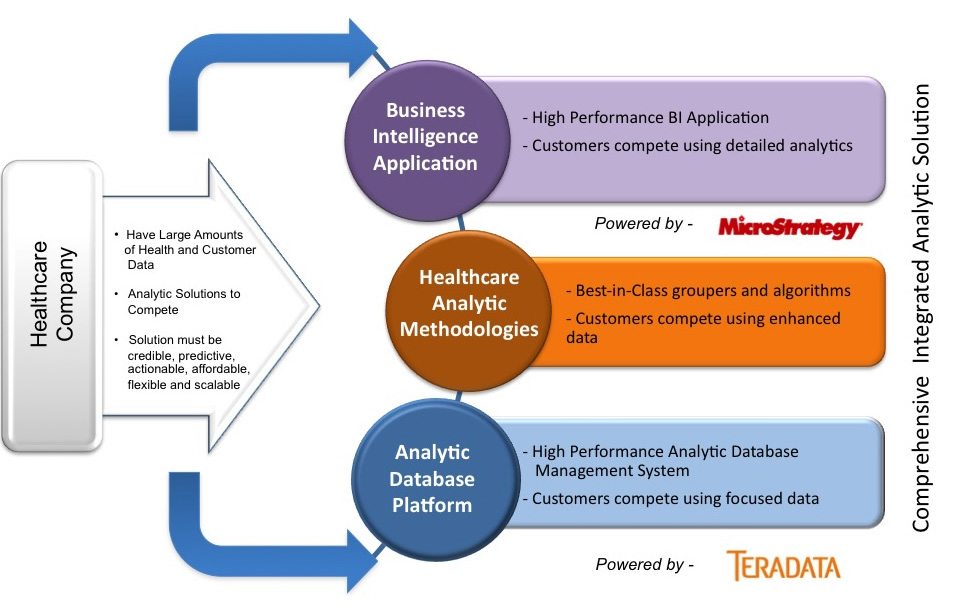 Healthcare
Company
• Have Large Amounts
of Health and Customer
Data
• Analytic Solutions to
Compete
• Solution must be
credible, predictive,
actionable, affordable,
flexible and scalable
Business
Intelligence
Application
- High Performance BI Application
- Customers compete using detailed analytics
Powered by -
MicroStrategy
Healthcare
Analytic
Methodologies
- Best-in-Class groupers and algorithms
- Customers compete using enhanced
data
Analytic
Database
Platform
- High Performance Analytic Database
Management System
- Customers compete using focused data
Powered by -
TERADATA
Comprehensive Integrated Analytic Solution